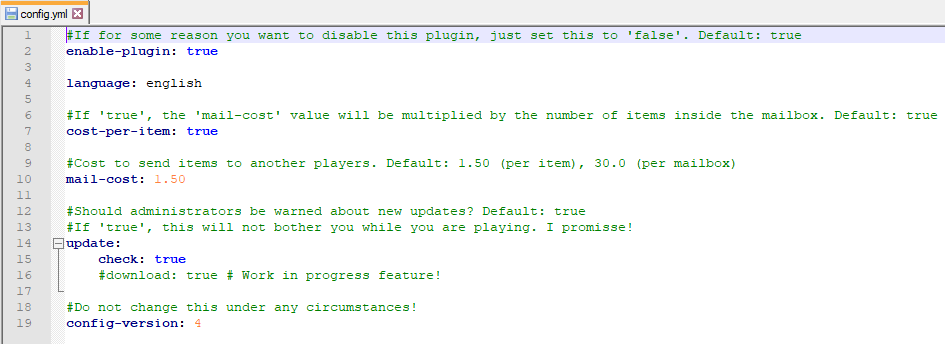 config.yml
1 #If for some reason you want to disable this plugin, just set this to 'false'. Default: true
2 enable-plugin: true
3
4 language: english
5
6 #If 'true', the 'mail-cost' value will be multiplied by the number of items inside the mailbox. Default: true
7 cost-per-item: true
8
9 #Cost to send items to another players. Default: 1.50 (per item), 30.0 (per mailbox)
10 mail-cost: 1.50
11
12 #Should administrators be warned about new updates? Default: true
13 #If 'true', this will not bother you while you are playing. I promisse!
14 update:
15 check: true
16 #download: true # Work in progress feature!
17
18 #Do not change this under any circumstances!
19 config-version: 4